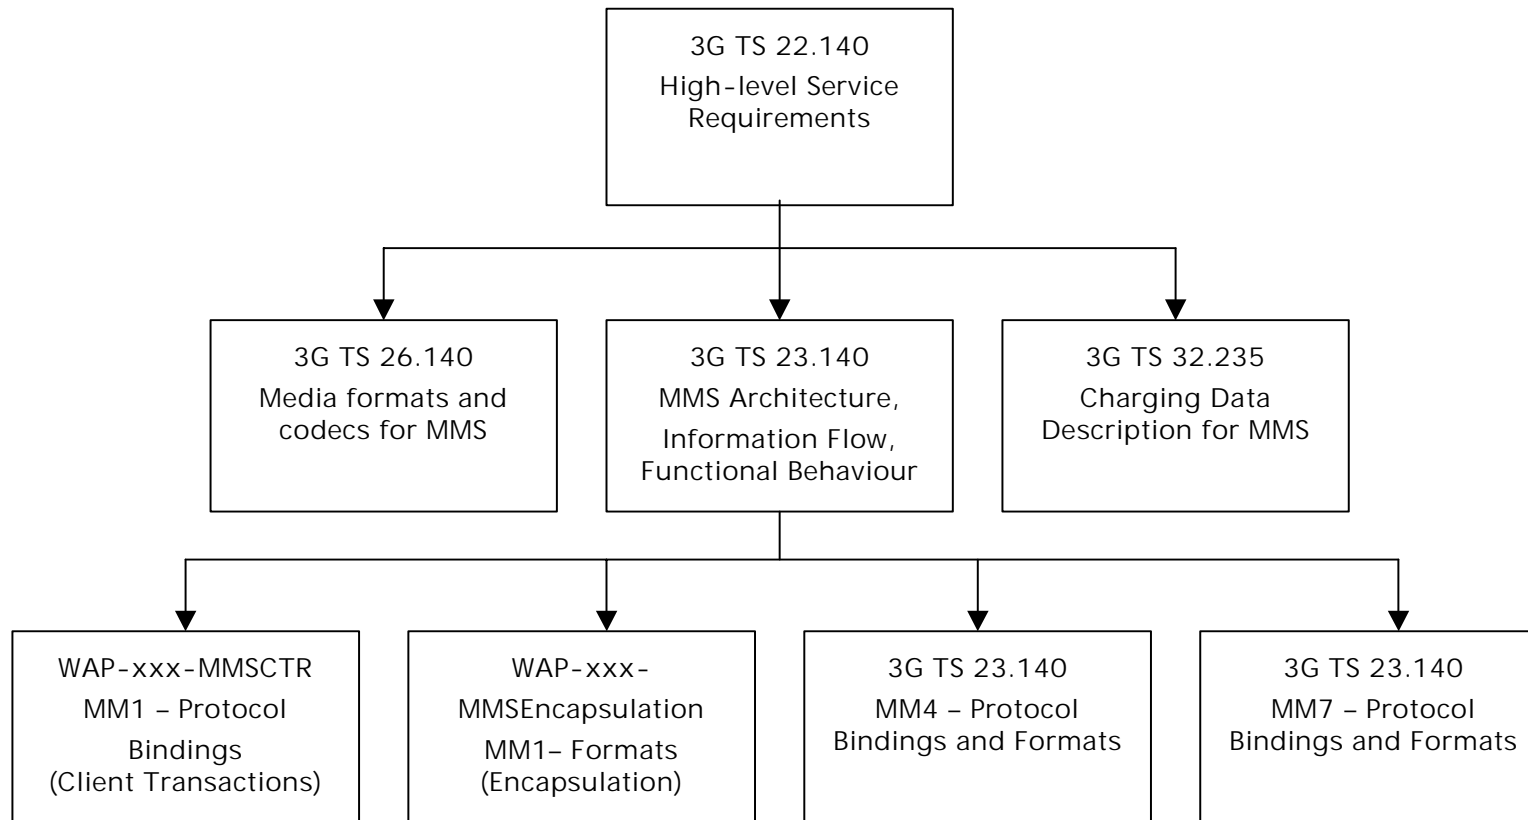 3G TS 22.140
High-level Service
Requirements
3G TS 26.140
Media formats and
codecs for MMS
3G TS 23.140
MMS Architecture,
Information Flow,
Functional Behaviour
3G TS 32.235
Charging Data
Description for MMS
WAP-xxx-MMSCTR
MM1 – Protocol
Bindings
(Client Transactions)
WAP-xxx-
MMSEncapsulation
MM1– Formats
(Encapsulation)
3G TS 23.140
MM4 – Protocol
Bindings and Formats
3G TS 23.140
MM7 – Protocol
Bindings and Formats